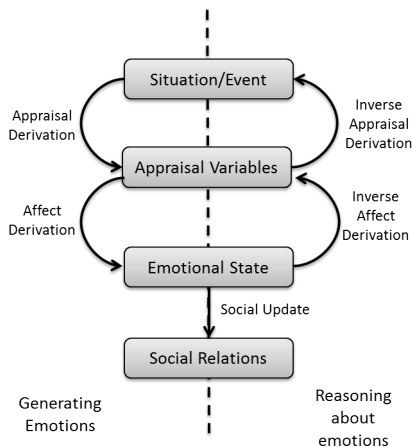 Situation/Event
Appraisal
Derivation
Inverse
Appraisal
Derivation
Appraisal Variables
Affect
Derivation
Inverse
Affect
Derivation
Emotional State
Social Update
Social Relations
Generating
Emotions
Reasoning
about
emotions